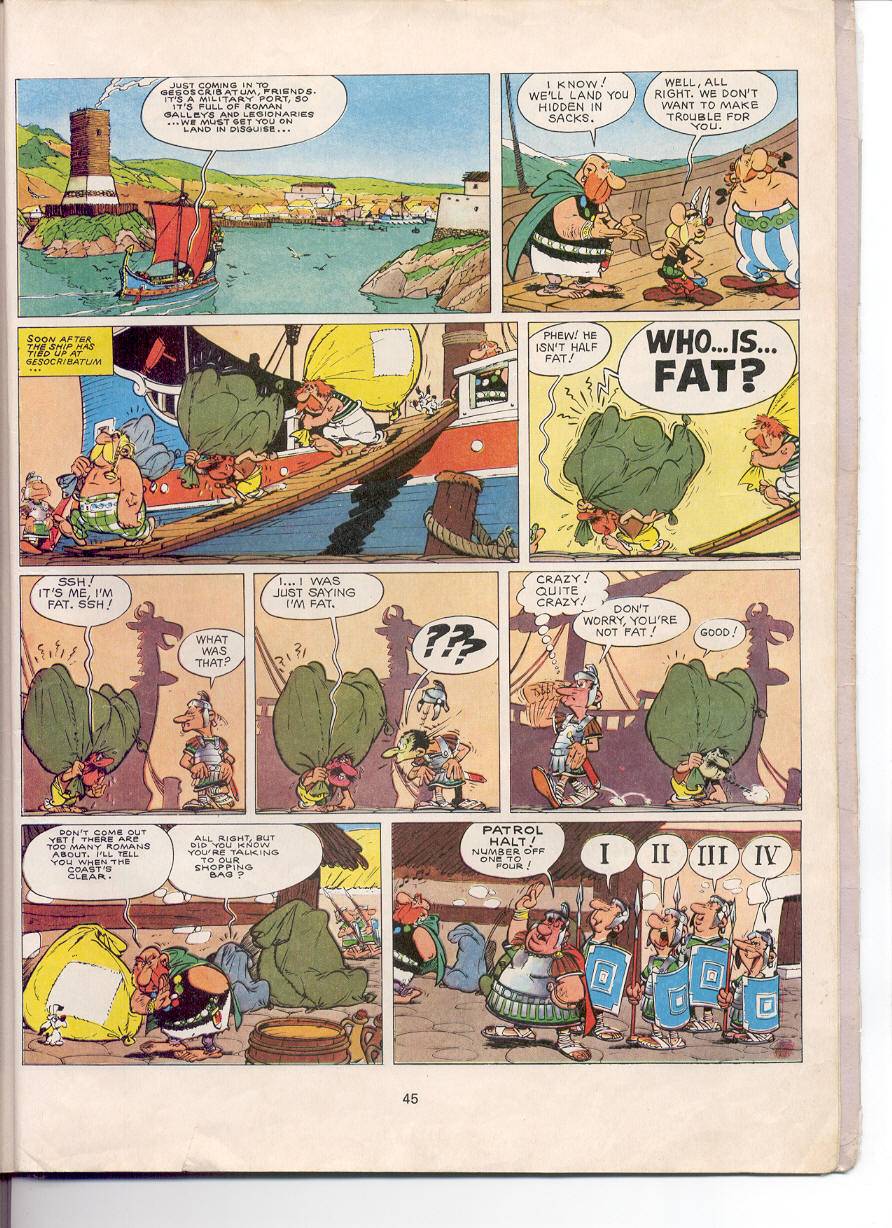 JUST COMING IN TO
GESOSCRIBATUM, FRIENDS.
IT'S A MILITARY PORT, SO
IT'S FULL OF ROMAN
GALLEYS AND LEGIONARIES
...WE MUST GET YOU ON
LAND IN DISGUISE...
I KNOW!
WE'LL LAND YOU
HIDDEN IN
SACKS.
WELL, ALL
RIGHT. WE DON'T
WANT TO MAKE
TROUBLE FOR
YOU.
SOON AFTER
THE SHIP HAS
TIED UP AT
GESOCRIBATUM
...
PHEW! HE
ISN'T HALF
FAT!
WHO...IS...
FAT?
SSH!
IT'S ME, I'M
FAT. SSH!
WHAT
WAS
THAT?
I... I WAS
JUST SAYING
I'M FAT.
???
CRAZY!
QUITE
CRAZY!
DON'T
WORRY, YOU'RE
NOT FAT!
GOOD!
DON'T COME OUT
YET! THERE ARE
TOO MANY ROMANS
ABOUT. I'LL TELL
YOU WHEN THE
COAST'S
CLEAR.
ALL RIGHT, BUT
DID YOU KNOW
YOU'RE TALKING
TO OUR
SHOPPING
BAG?
PATROL
HALT!
NUMBER OFF
ONE TO
FOUR!
I
II
III
IV
45